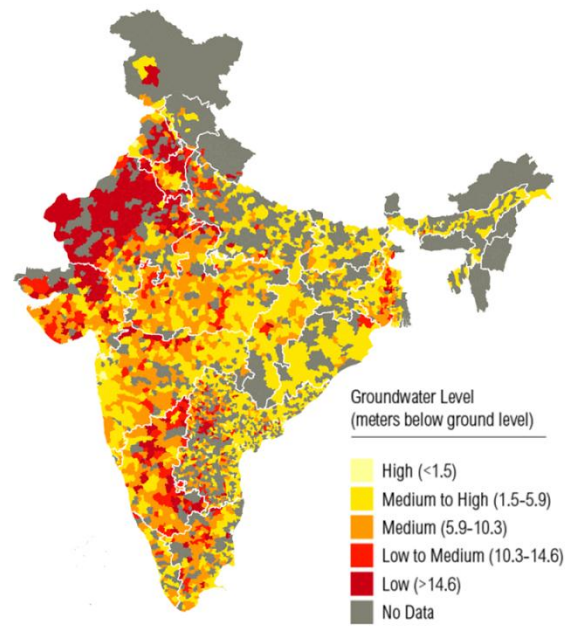 Groundwater Level
(meters below ground level)
High (<1.5)
Medium to High (1.5-5.9)
Medium (5.9-10.3)
Low to Medium (10.3-14.6)
Low (>14.6)
No Data